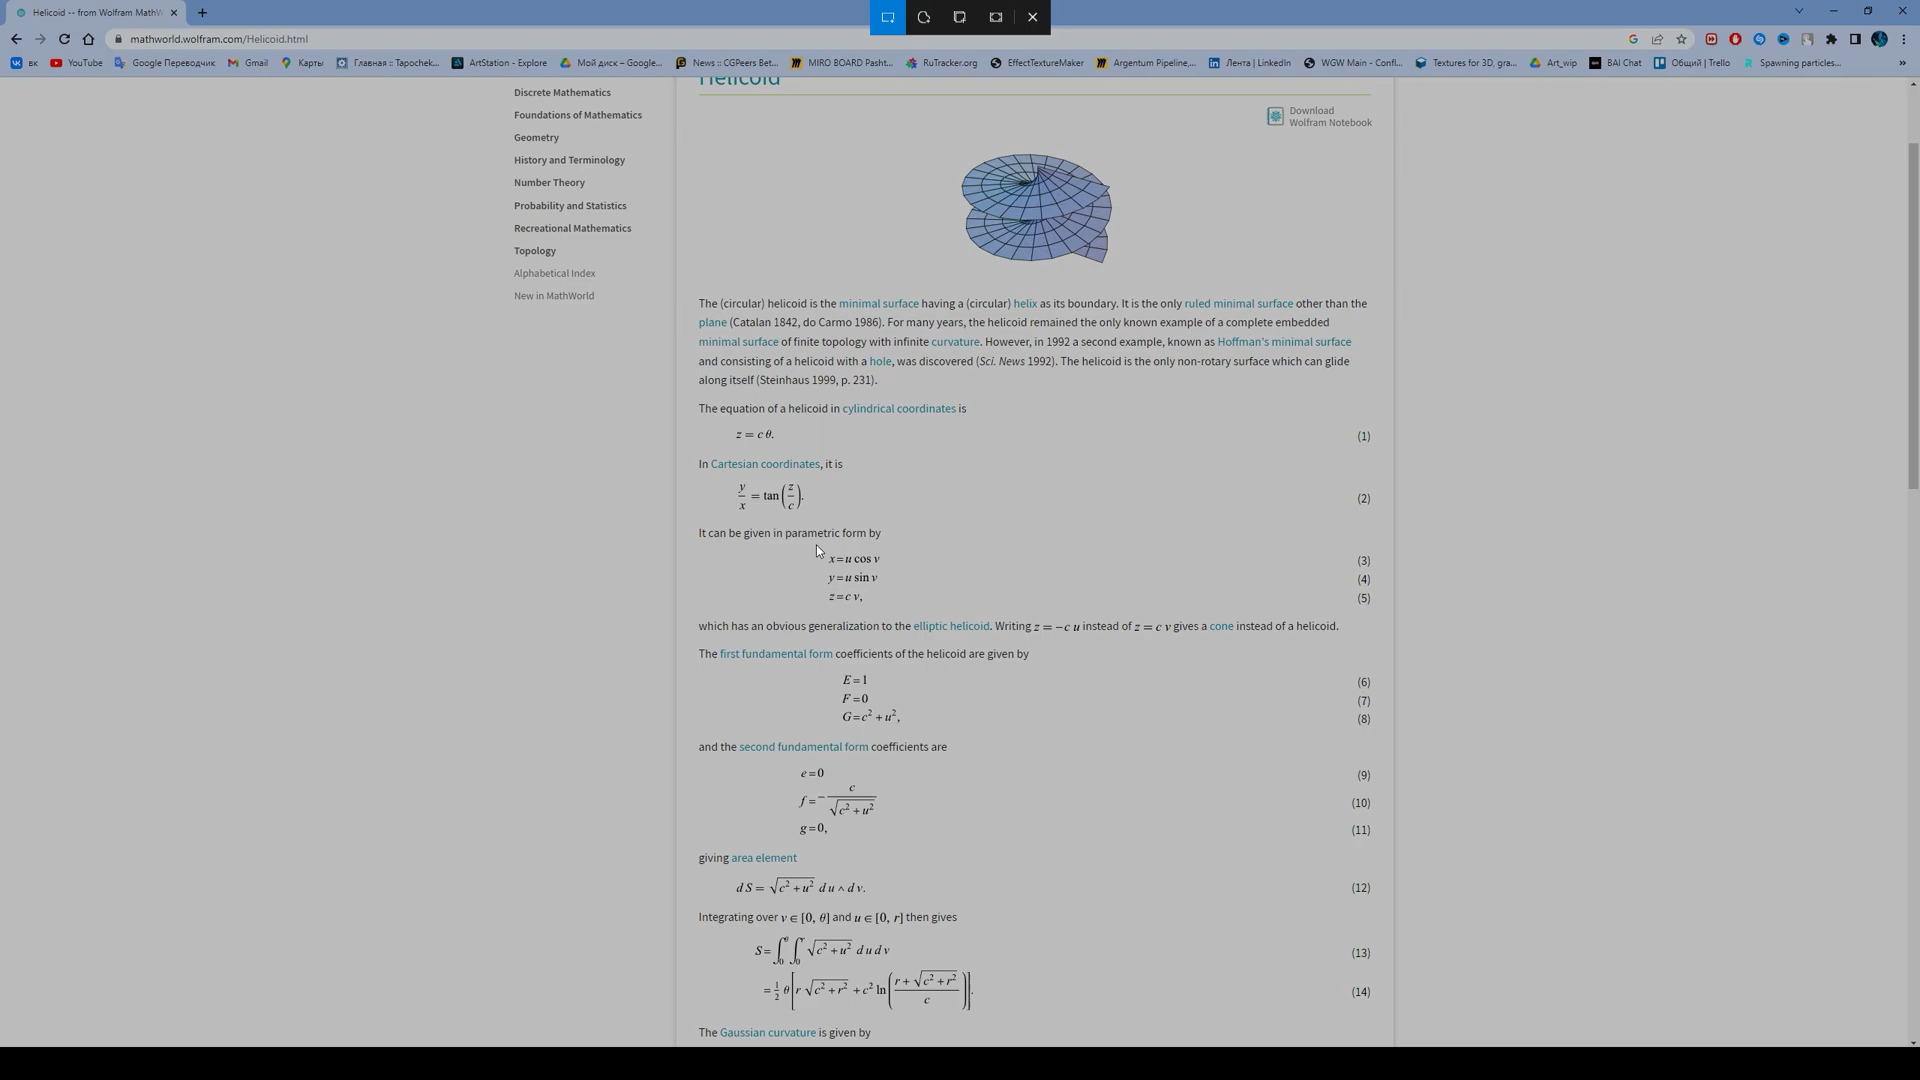 Helicoid -- from Wolfram MathW
mathworld.wolfram.com/Helicoid.html
вк YouTube Google Переводчик Gmail Карты Главная :: Tapochek... ArtStation - Explore Мой диск – Google... News :: CGPeers Bet... MIRO BOARD Pasht... RuTracker.org EffectTextureMaker Argentum Pipeline,... Лента | LinkedIn WGW Main - Confl... Textures for 3D, gra... Art_wip BAI Chat Общий | Trello Spawning particles... »
Helicoid
Discrete Mathematics
Foundations of Mathematics
Geometry
History and Terminology
Number Theory
Probability and Statistics
Recreational Mathematics
Topology
Alphabetical Index
New in MathWorld
Download
Wolfram Notebook
The (circular) helicoid is the minimal surface having a (circular) helix as its boundary. It is the only ruled minimal surface other than the
plane (Catalan 1842, do Carmo 1986). For many years, the helicoid remained the only known example of a complete embedded
minimal surface of finite topology with infinite curvature. However, in 1992 a second example, known as Hoffman's minimal surface
and consisting of a helicoid with a hole, was discovered (Sci. News 1992). The helicoid is the only non-rotary surface which can glide
along itself (Steinhaus 1999, p. 231).
The equation of a helicoid in cylindrical coordinates is
z = c θ. (1)
In Cartesian coordinates, it is
y/x = tan(z/c). (2)
It can be given in parametric form by
x = u cos v (3)
y = u sin v (4)
z = c v, (5)
which has an obvious generalization to the elliptic helicoid. Writing z = −c u instead of z = c v gives a cone instead of a helicoid.
The first fundamental form coefficients of the helicoid are given by
E = 1 (6)
F = 0 (7)
G = c² + u², (8)
and the second fundamental form coefficients are
e = 0 (9)
f = − c/√(c² + u²) (10)
g = 0, (11)
giving area element
d S = √(c² + u²) d u ∧ d v. (12)
Integrating over v ∈ [0, θ] and u ∈ [0, r] then gives
S = ∫₀^θ ∫₀^r √(c² + u²) d u d v (13)
= ½ θ [r √(c² + r²) + c² ln((r + √(c² + r²))/c)]. (14)
The Gaussian curvature is given by